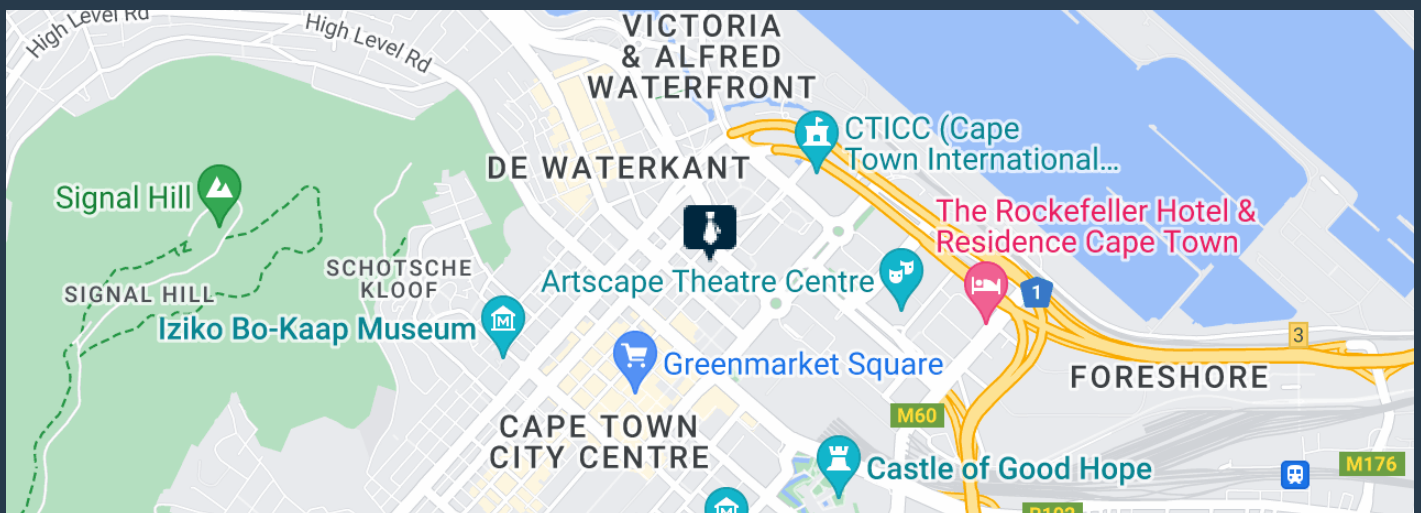 High Level Rd
High Level Rd
VICTORIA
& ALFRED
WATERFRONT
CTICC (Cape
Town International...
DE WATERKANT
Signal Hill
The Rockefeller Hotel &
Residence Cape Town
SCHOTSCHE
KLOOF
Artscape Theatre Centre
SIGNAL HILL
1
Iziko Bo-Kaap Museum
3
Greenmarket Square
FORESHORE
M60
CAPE TOWN
CITY CENTRE
Castle of Good Hope
M176